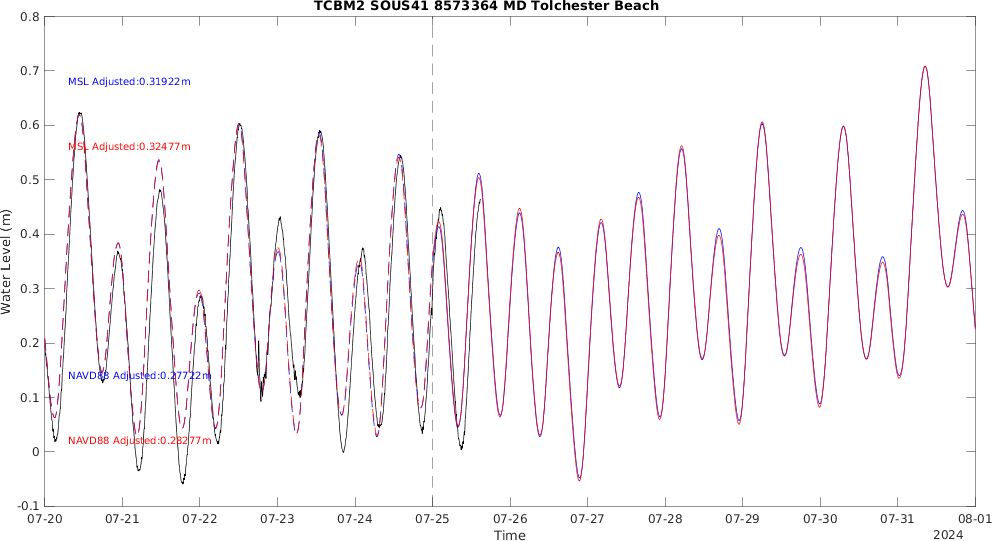 TCBM2 SOUS41 8573364 MD Tolchester Beach
0.8
0.7
0.6
0.5
0.4
0.3
0.2
0.1
0
-0.1
Water Level (m)
MSL Adjusted:0.31922m
MSL Adjusted:0.32477m
NAVD88 Adjusted:0.27722m
NAVD88 Adjusted:0.28277m
07-20 07-21 07-22 07-23 07-24 07-25 07-26 07-27 07-28 07-29 07-30 07-31 08-01
Time
2024